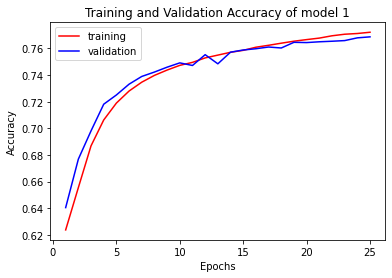 Training and Validation Accuracy of model 1
training
validation
Accuracy
0.76
0.74
0.72
0.70
0.68
0.66
0.64
0.62
0
5
10
15
20
25
Epochs